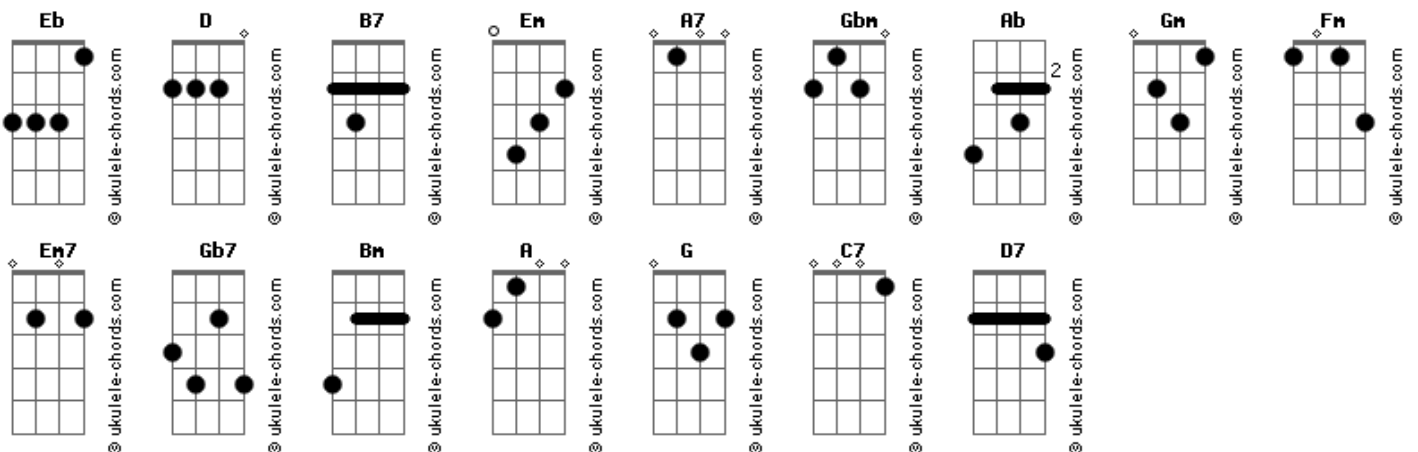 Eb D B7 Em A7 Gbm Ab Gm Fm
2
© ukulele-chords.com © ukulele-chords.com © ukulele-chords.com © ukulele-chords.com © ukulele-chords.com © ukulele-chords.com © ukulele-chords.com © ukulele-chords.com © ukulele-chords.com
Em7 Gb7 Bm A G C7 D7
© ukulele-chords.com © ukulele-chords.com © ukulele-chords.com © ukulele-chords.com © ukulele-chords.com © ukulele-chords.com © ukulele-chords.com